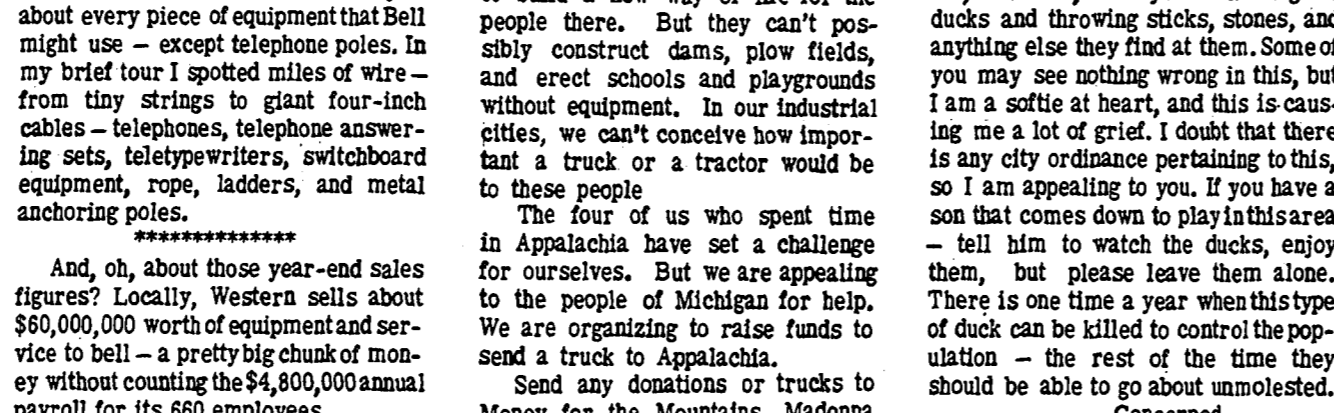 about every piece of equipment that Bell
might use — except telephone poles. In
my brief tour I spotted miles of wire —
from tiny strings to giant four-inch
cables — telephones, telephone answer-
ing sets, teletypewriters, switchboard
equipment, rope, ladders, and metal
anchoring poles.
**************
And, oh, about those year-end sales
figures? Locally, Western sells about
$60,000,000 worth of equipment and ser-
vice to bell — a pretty big chunk of mon-
ey without counting the $4,800,000 annual
payroll for its 660 employees
people there. But they can't pos-
sibly construct dams, plow fields,
and erect schools and playgrounds
without equipment. In our industrial
cities, we can't conceive how impor-
tant a truck or a tractor would be
to these people
The four of us who spent time
in Appalachia have set a challenge
for ourselves. But we are appealing
to the people of Michigan for help.
We are organizing to raise funds to
send a truck to Appalachia.
Send any donations or trucks to
Money for the Mountains, Madonna
ducks and throwing sticks, stones, and
anything else they find at them. Some of
you may see nothing wrong in this, but
I am a softie at heart, and this is caus-
ing me a lot of grief. I doubt that there
is any city ordinance pertaining to this,
so I am appealing to you. If you have a
son that comes down to play in this area
— tell him to watch the ducks, enjoy
them, but please leave them alone.
There is one time a year when this type
of duck can be killed to control the pop-
ulation — the rest of the time they
should be able to go about unmolested.
Concerned